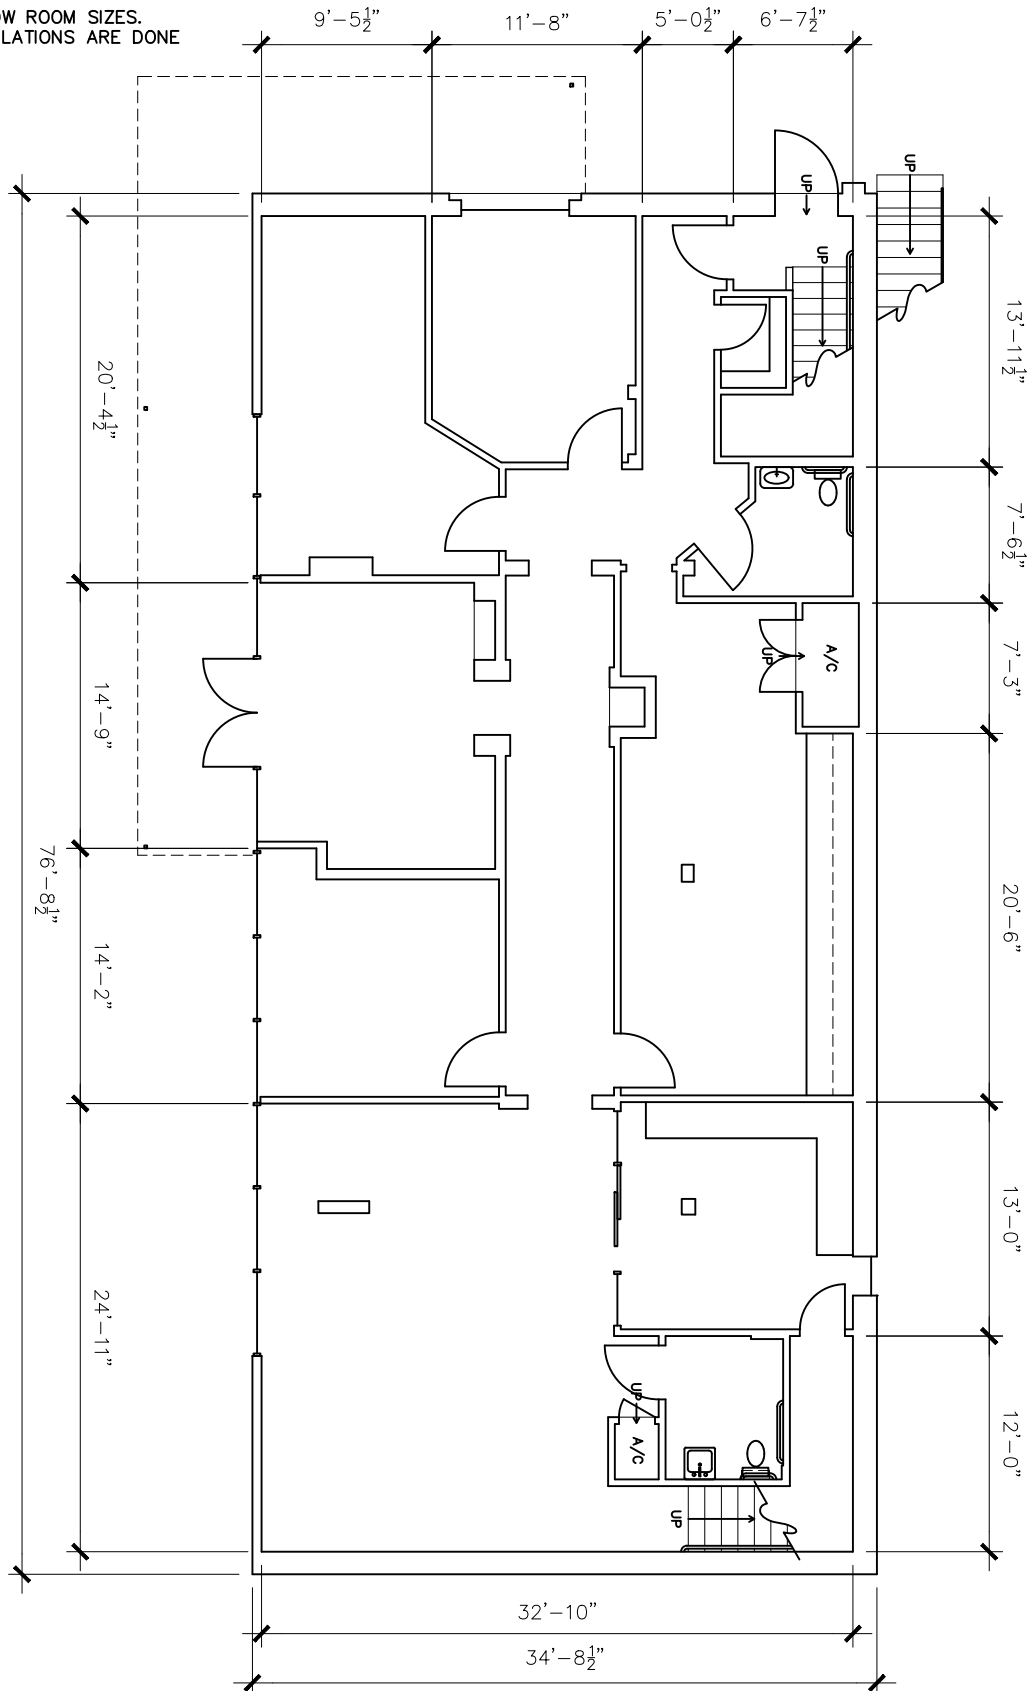 OW ROOM SIZES.
LATIONS ARE DONE
9'-5½"
11'-8"
5'-0½"
6'-7½"
UP
UP
UP
13'-11½"
20'-4½"
7'-6½"
7'-3"
A/C
UP
14'-9"
76'-8½"
20'-6"
14'-2"
13'-0"
24'-11"
12'-0"
UP
A/C
UP
32'-10"
34'-8½"